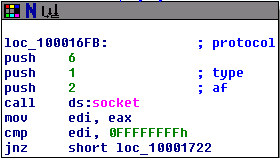 loc_100016FB: ; protocol
push 6
push 1 ; type
push 2 ; af
call ds:socket
mov edi, eax
cmp edi, 0FFFFFFFFh
jnz short loc_10001722